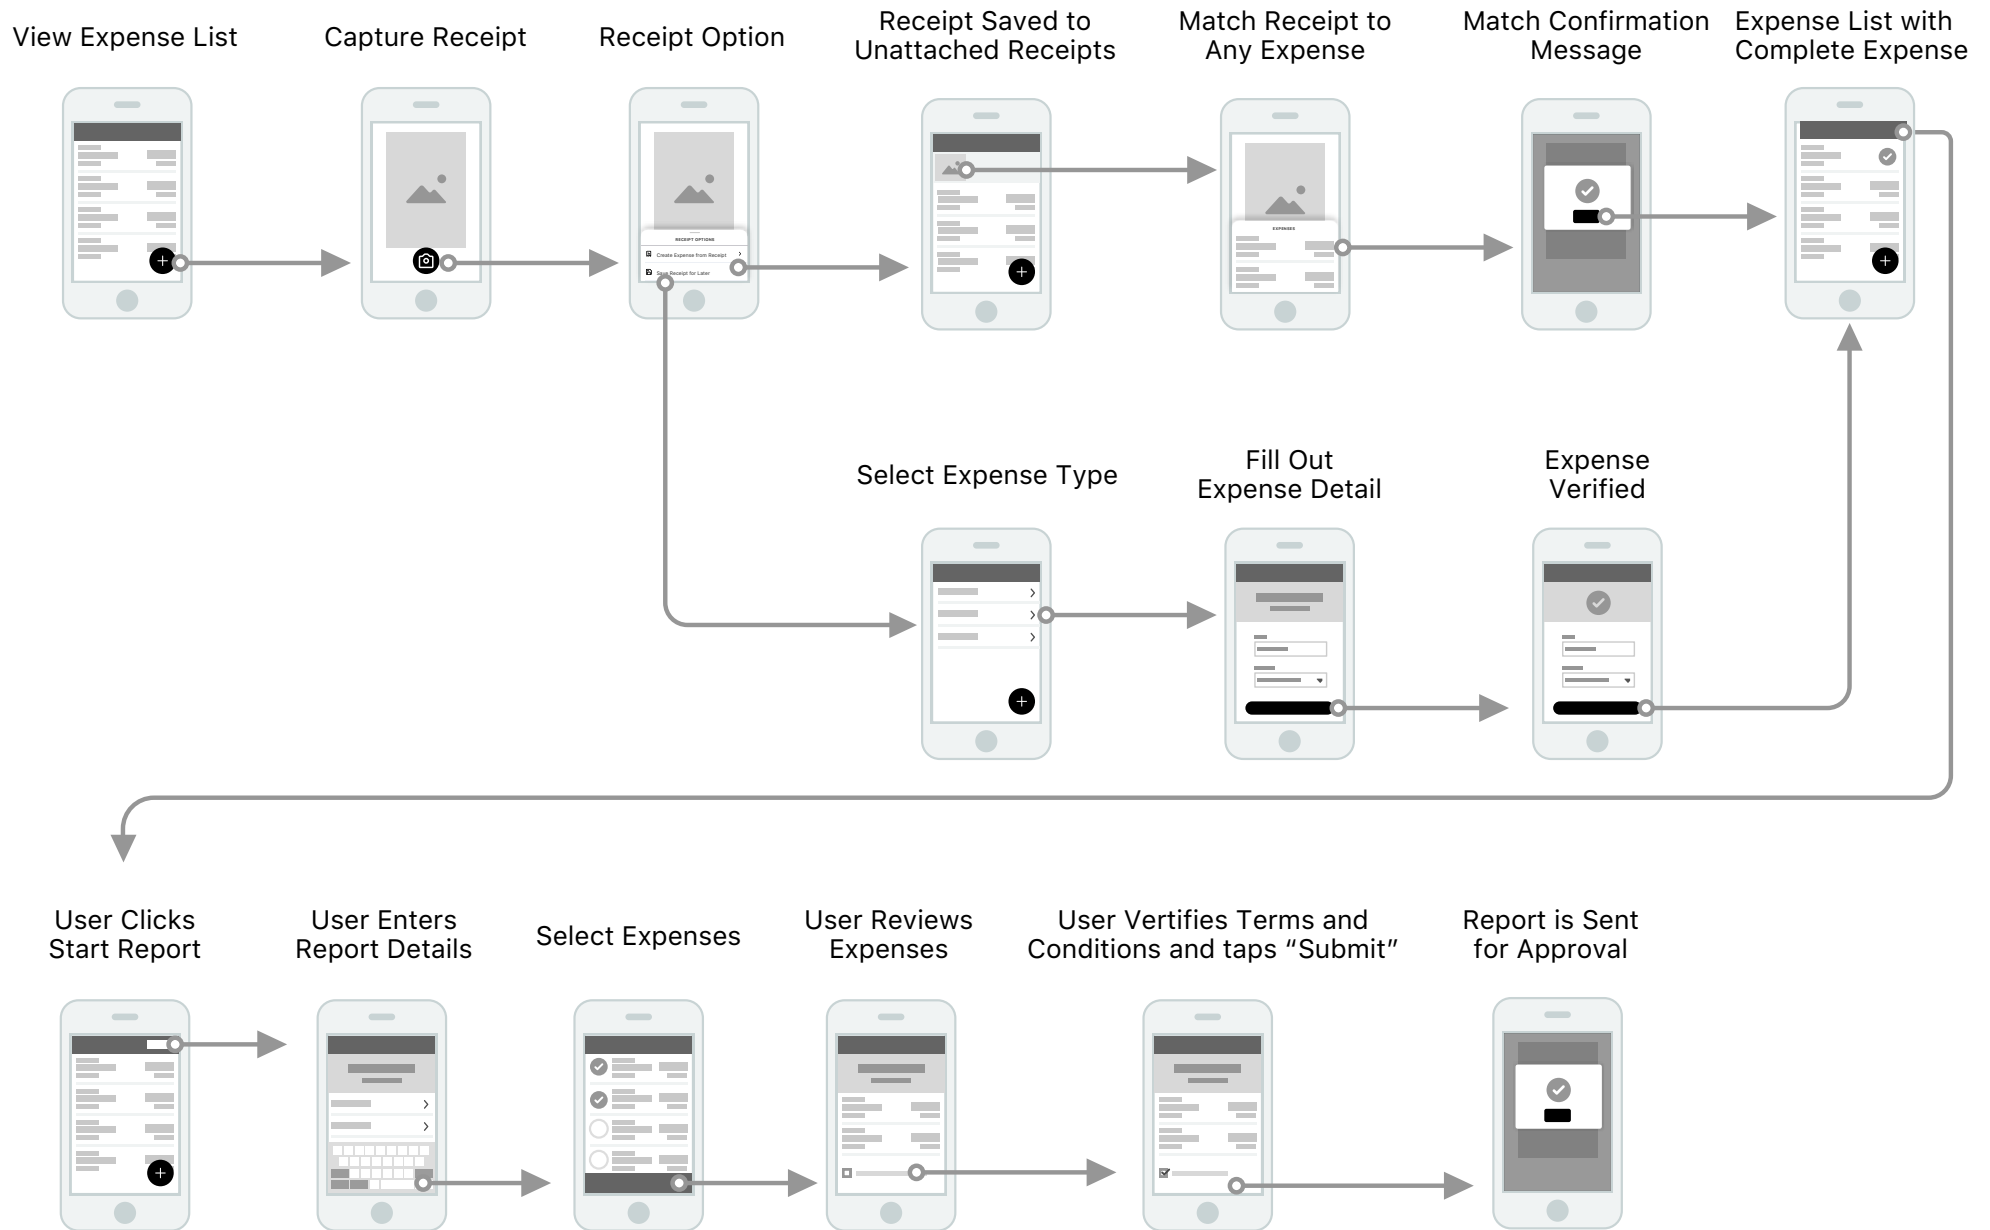 View Expense List
Capture Receipt
Receipt Option
Receipt Saved to
Unattached Receipts
Match Receipt to
Any Expense
Match Confirmation
Message
Expense List with
Complete Expense
RECEIPT OPTIONS
Create Expense from Receipt
Save Receipt for Later
EXPENSES
Select Expense Type
Fill Out
Expense Detail
Expense
Verified
User Clicks
Start Report
User Enters
Report Details
Select Expenses
User Reviews
Expenses
User Vertifies Terms and
Conditions and taps “Submit”
Report is Sent
for Approval